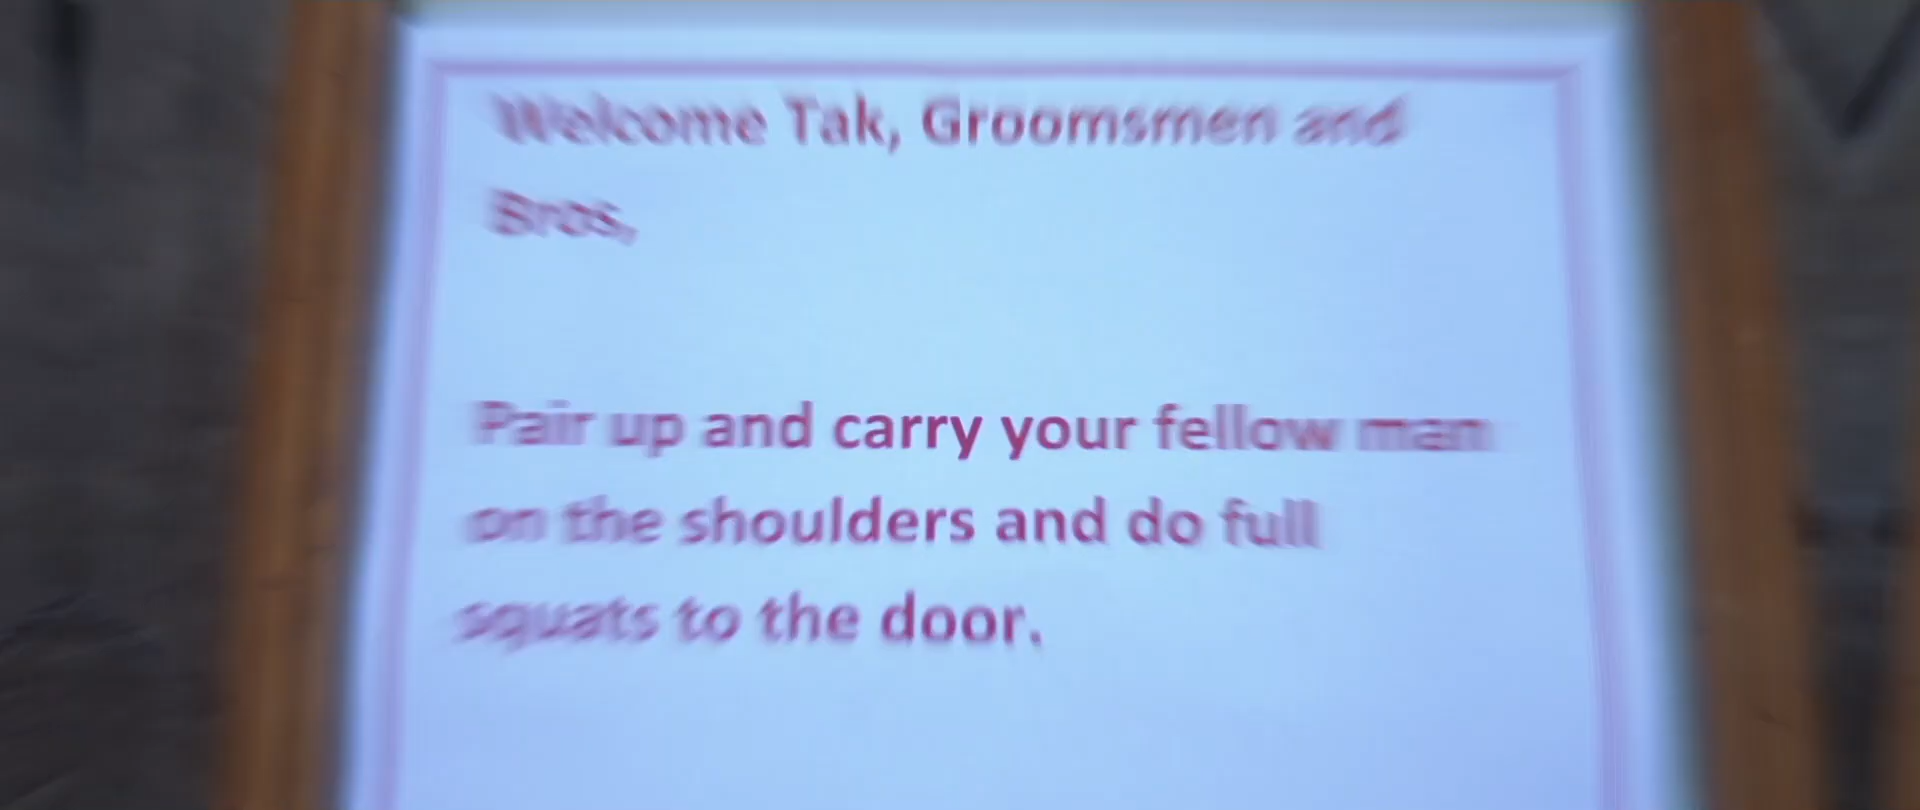 Welcome Tak, Groomsmen and
Bros,
Pair up and carry your fellow man
on the shoulders and do full
squats to the door.